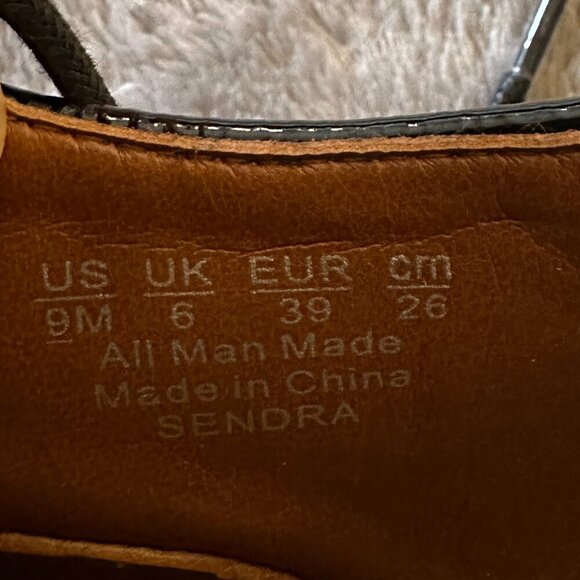 US UK EUR cm
9M 6 39 26
All Man Made
Made in China
SENDRA